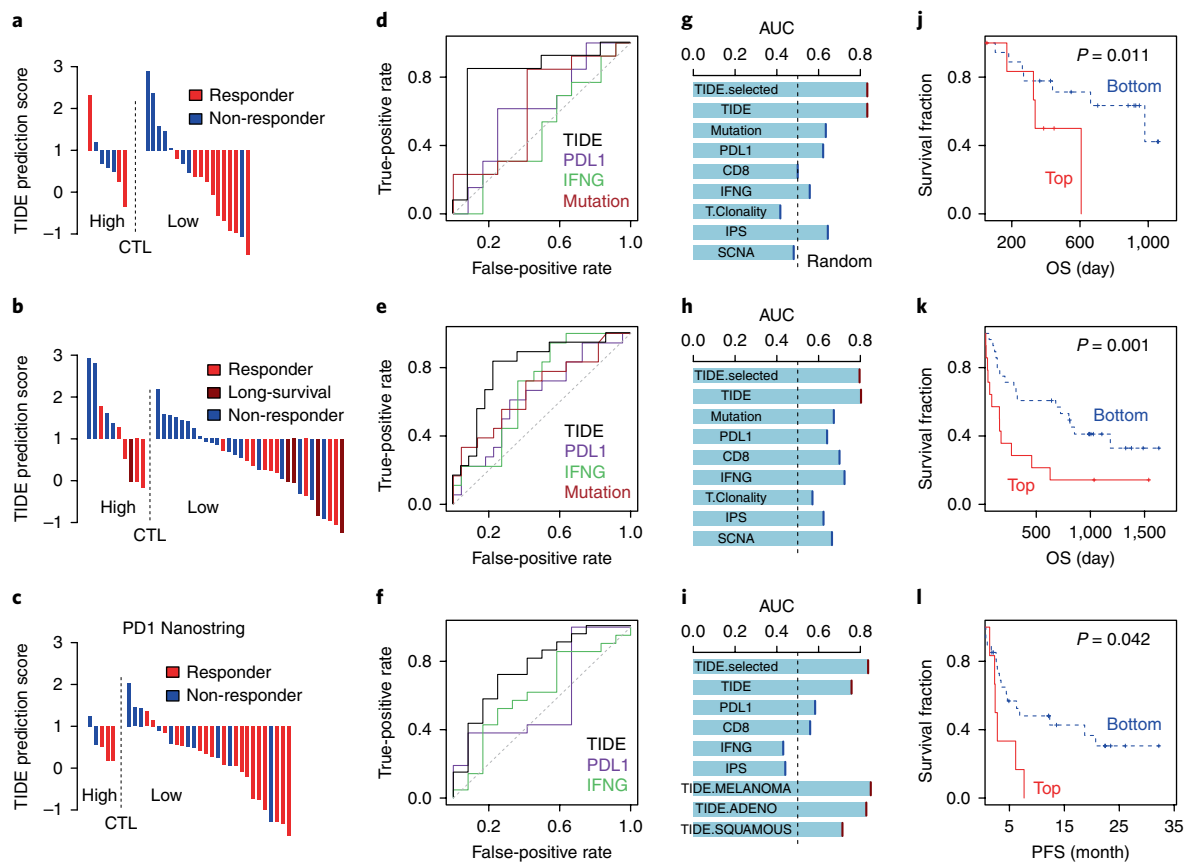 a
TIDE prediction score
3
2
1
0
−1
Responder
Non-responder
High
Low
CTL
d
True-positive rate
0.8
0.4
0.0
TIDE
PDL1
IFNG
Mutation
0.2
0.6
1.0
False-positive rate
g
AUC
0.0 0.2 0.4 0.6 0.8
TIDE.selected
TIDE
Mutation
PDL1
CD8
IFNG
T.Clonality
IPS
SCNA
Random
j
Survival fraction
0.8
0.4
0.0
P = 0.011
Bottom
Top
200 600 1,000
OS (day)
b
TIDE prediction score
3
2
1
0
−1
Responder
Long-survival
Non-responder
High
Low
CTL
e
True-positive rate
0.8
0.4
0.0
TIDE
PDL1
IFNG
Mutation
0.2 0.6 1.0
False-positive rate
h
AUC
0.0 0.2 0.4 0.6 0.8
TIDE.selected
TIDE
Mutation
PDL1
CD8
IFNG
T.Clonality
IPS
SCNA
k
Survival fraction
0.8
0.4
0.0
P = 0.001
Bottom
Top
500 1,000 1,500
OS (day)
c
PD1 Nanostring
TIDE prediction score
3
2
1
0
−1
Responder
Non-responder
High
Low
CTL
f
True-positive rate
0.8
0.4
0.0
TIDE
PDL1
IFNG
0.2 0.6 1.0
False-positive rate
i
AUC
0.0 0.2 0.4 0.6 0.8
TIDE.selected
TIDE
PDL1
CD8
IFNG
IPS
TIDE.MELANOMA
TIDE.ADENO
TIDE.SQUAMOUS
l
Survival fraction
0.8
0.4
0.0
P = 0.042
Bottom
Top
5 15 25 35
PFS (month)